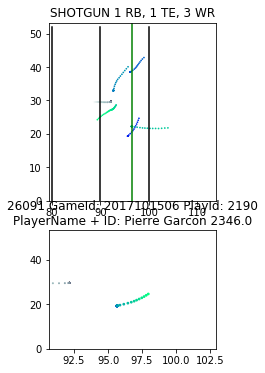 SHOTGUN 1 RB, 1 TE, 3 WR
50
40
30
20
10
0
80 90 100 110
26091 GameId: 2017101506 PlayId: 2190
PlayerName + ID: Pierre Garcon 2346.0
40
20
0
92.5 95.0 97.5 100.0 102.5